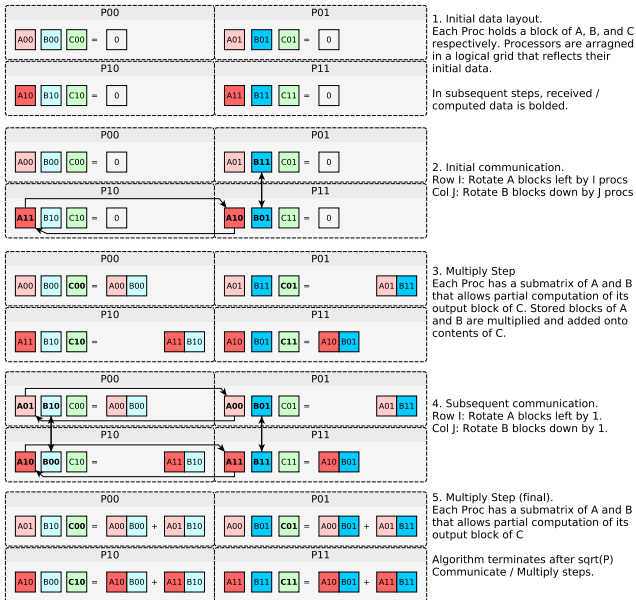 P00 P01
A00 B00 C00 = 0 A01 B01 C01 = 0
P10 P11
A10 B10 C10 = 0 A11 B11 C11 = 0
1. Initial data layout.
Each Proc holds a block of A, B, and C
respectively. Processors are arragned
in a logical grid that reflects their
initial data.
In subsequent steps, received /
computed data is bolded.
P00 P01
A00 B00 C00 = 0 A01 B11 C01 = 0
P10 P11
A11 B10 C10 = 0 A10 B01 C11 = 0
2. Initial communication.
Row I: Rotate A blocks left by I procs
Col J: Rotate B blocks down by J procs
P00 P01
A00 B00 C00 = A00 B00 A01 B11 C01 = A01 B11
P10 P11
A11 B10 C10 = A11 B10 A10 B01 C11 = A10 B01
3. Multiply Step
Each Proc has a submatrix of A and B
that allows partial computation of its
output block of C. Stored blocks of A
and B are multiplied and added onto
contents of C.
P00 P01
A01 B10 C00 = A00 B00 A00 B01 C01 = A01 B11
P10 P11
A10 B00 C10 = A11 B10 A11 B11 C11 = A10 B01
4. Subsequent communication.
Row I: Rotate A blocks left by 1.
Col J: Rotate B blocks down by 1.
P00 P01
A01 B10 C00 = A00 B00 + A01 B10 A00 B01 C01 = A00 B01 + A01 B11
P10 P11
A10 B00 C10 = A10 B00 + A11 B10 A11 B11 C11 = A10 B01 + A11 B11
5. Multiply Step (final).
Each Proc has a submatrix of A and B
that allows partial computation of its
output block of C
Algorithm terminates after sqrt(P)
Communicate / Multiply steps.